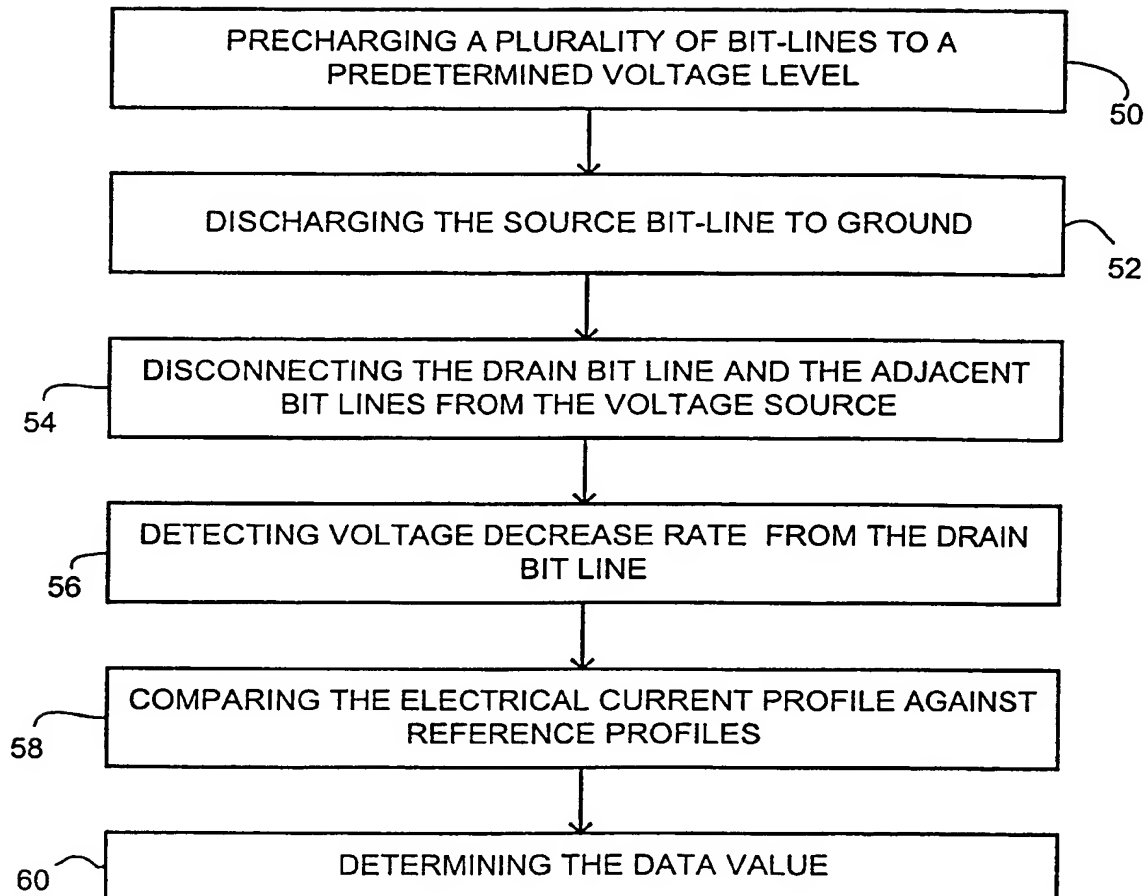 PRECHARGING A PLURALITY OF BIT-LINES TO A
PREDETERMINED VOLTAGE LEVEL
50
DISCHARGING THE SOURCE BIT-LINE TO GROUND
52
DISCONNECTING THE DRAIN BIT LINE AND THE ADJACENT
BIT LINES FROM THE VOLTAGE SOURCE
54
DETECTING VOLTAGE DECREASE RATE FROM THE DRAIN
BIT LINE
56
COMPARING THE ELECTRICAL CURRENT PROFILE AGAINST
REFERENCE PROFILES
58
DETERMINING THE DATA VALUE
60